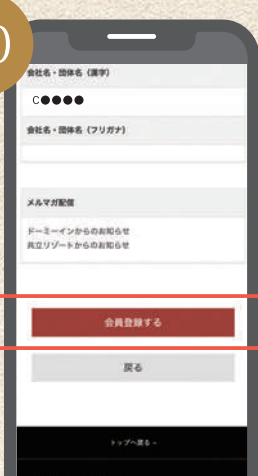 0
会社名・団体名（漢字）
C●●●●
会社名・団体名（フリガナ）
メルマガ配信
ドーミーインからのお知らせ
共立リゾートからのお知らせ
会員登録する
戻る
トップへ戻る